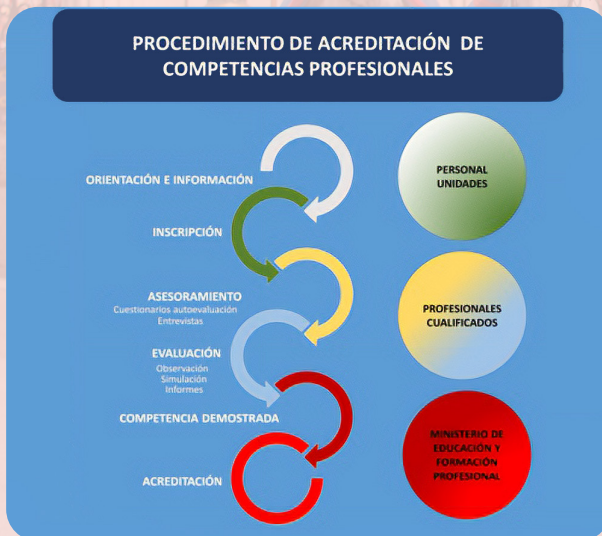 PROCEDIMIENTO DE ACREDITACIÓN DE
COMPETENCIAS PROFESIONALES
ORIENTACIÓN E INFORMACIÓN
INSCRIPCIÓN
ASESORAMIENTO
Cuestionarios autoevaluación
Entrevistas
EVALUACIÓN
Observación
Simulación
Informes
COMPETENCIA DEMOSTRADA
ACREDITACIÓN
PERSONAL
UNIDADES
PROFESIONALES
CUALIFICADOS
MINISTERIO DE
EDUCACIÓN Y
FORMACIÓN
PROFESIONAL